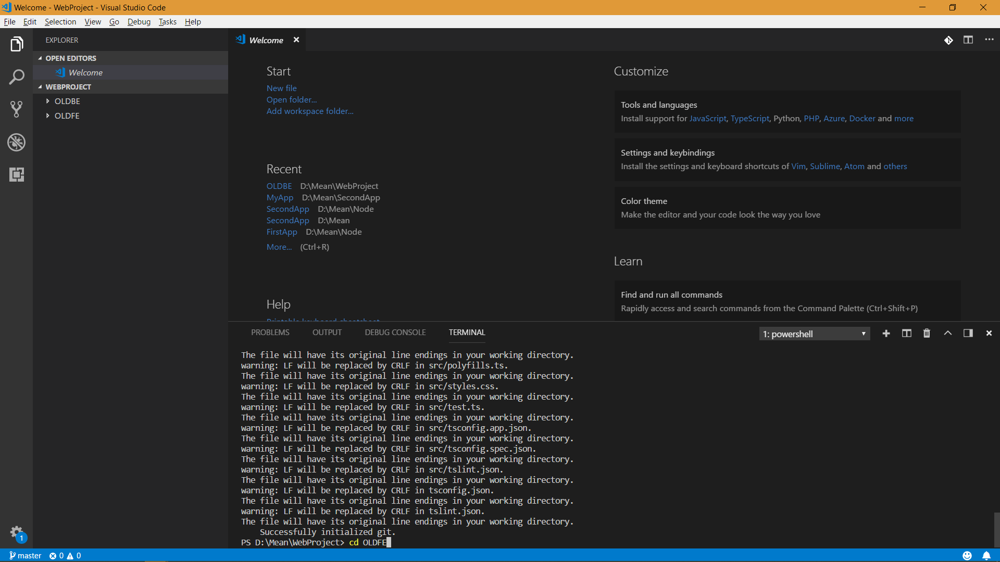 Welcome - WebProject - Visual Studio Code
File Edit Selection View Go Debug Tasks Help
EXPLORER
OPEN EDITORS
Welcome
WEBPROJECT
OLDBE
OLDFE
1
Welcome
Start
New file
Open folder...
Add workspace folder...
Recent
OLDBE D:\Mean\WebProject
MyApp D:\Mean\SecondApp
SecondApp D:\Mean\Node
SecondApp D:\Mean
FirstApp D:\Mean\Node
More... (Ctrl+R)
Help
Printable keyboard cheatsheet
Customize
Tools and languages
Install support for JavaScript, TypeScript, Python, PHP, Azure, Docker and more
Settings and keybindings
Install the settings and keyboard shortcuts of Vim, Sublime, Atom and others
Color theme
Make the editor and your code look the way you love
Learn
Find and run all commands
Rapidly access and search commands from the Command Palette (Ctrl+Shift+P)
PROBLEMS OUTPUT DEBUG CONSOLE TERMINAL 1: powershell
The file will have its original line endings in your working directory.
warning: LF will be replaced by CRLF in src/polyfills.ts.
The file will have its original line endings in your working directory.
warning: LF will be replaced by CRLF in src/styles.css.
The file will have its original line endings in your working directory.
warning: LF will be replaced by CRLF in src/test.ts.
The file will have its original line endings in your working directory.
warning: LF will be replaced by CRLF in src/tsconfig.app.json.
The file will have its original line endings in your working directory.
warning: LF will be replaced by CRLF in src/tsconfig.spec.json.
The file will have its original line endings in your working directory.
warning: LF will be replaced by CRLF in src/tslint.json.
The file will have its original line endings in your working directory.
warning: LF will be replaced by CRLF in tsconfig.json.
The file will have its original line endings in your working directory.
warning: LF will be replaced by CRLF in tslint.json.
The file will have its original line endings in your working directory.
Successfully initialized git.
PS D:\Mean\WebProject> cd OLDFE
master 0 0